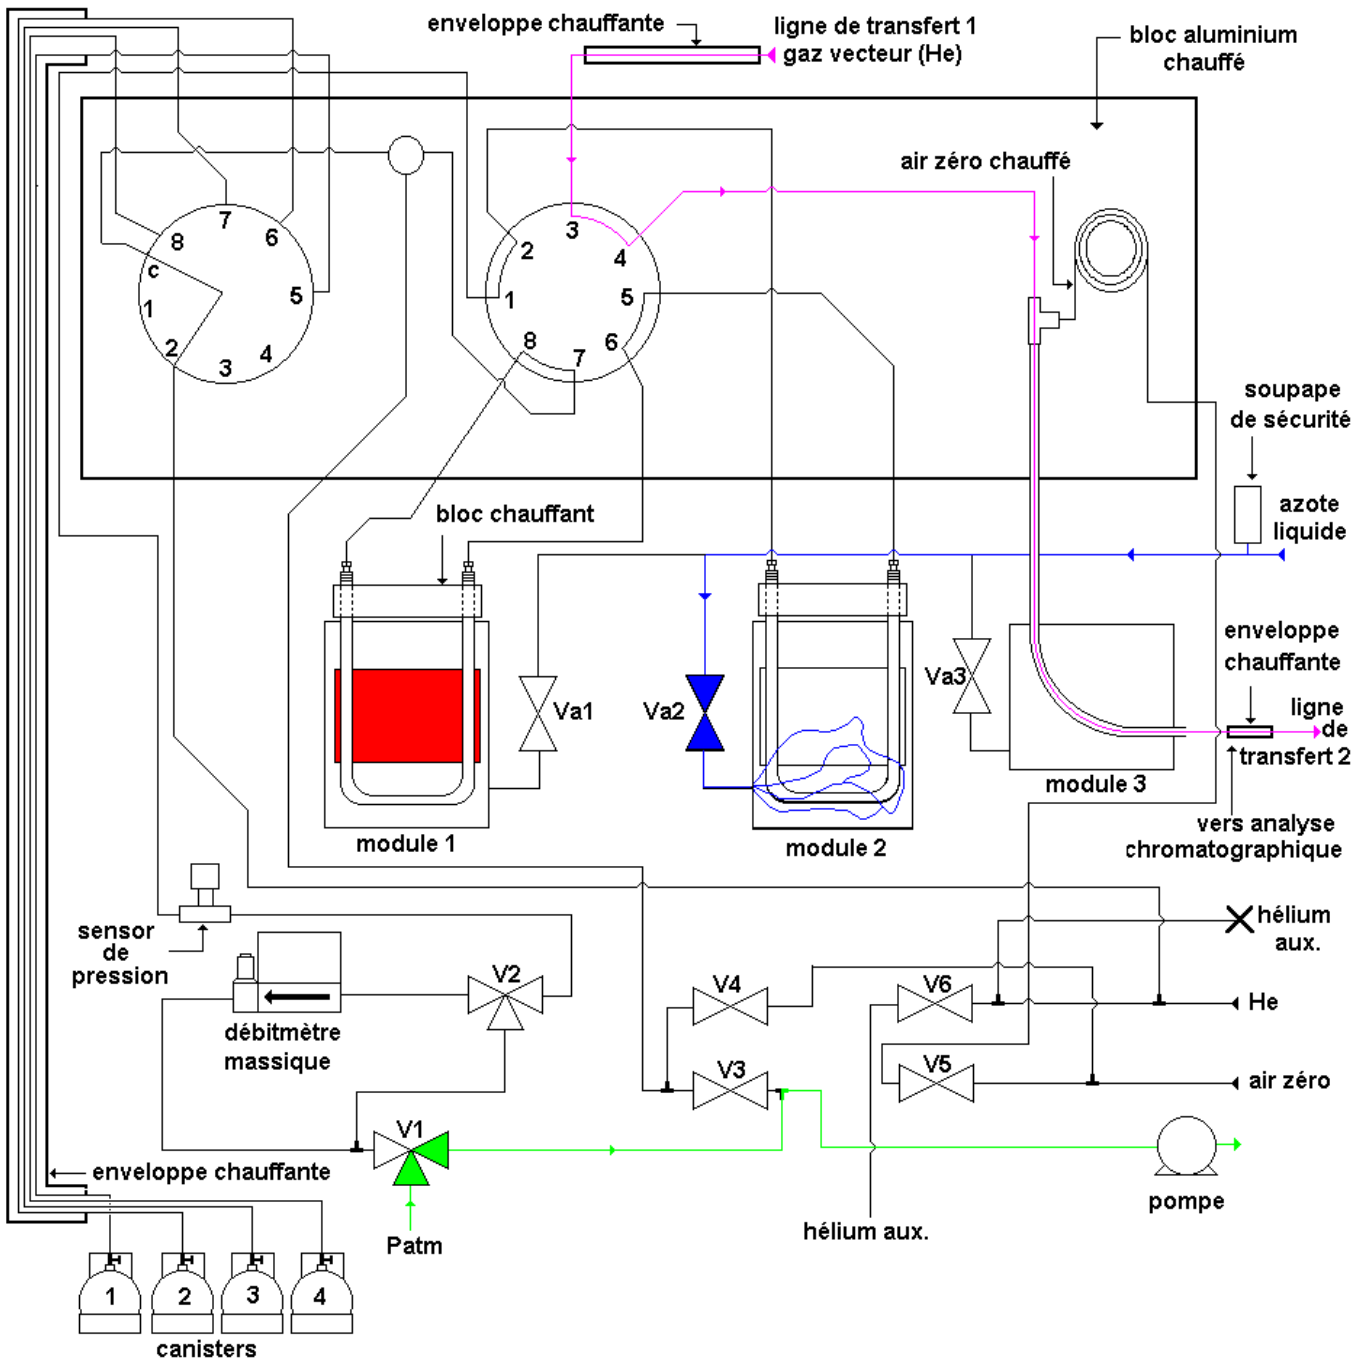 enveloppe chauffante
ligne de transfert 1
gaz vecteur (He)
bloc aluminium
chauffé
air zéro chauffé
7
8
6
c
5
1
2
3
4
3
2
4
1
5
8
7
6
soupape
de sécurité
azote
liquide
bloc chauffant
Va1
Va2
Va3
module 1
module 2
module 3
enveloppe
chauffante
ligne
de
transfert 2
vers analyse
chromatographique
sensor
de
pression
débitmètre
massique
V2
V4
V6
V3
V5
V1
hélium
aux.
He
air zéro
enveloppe chauffante
Patm
hélium aux.
pompe
1
2
3
4
canisters